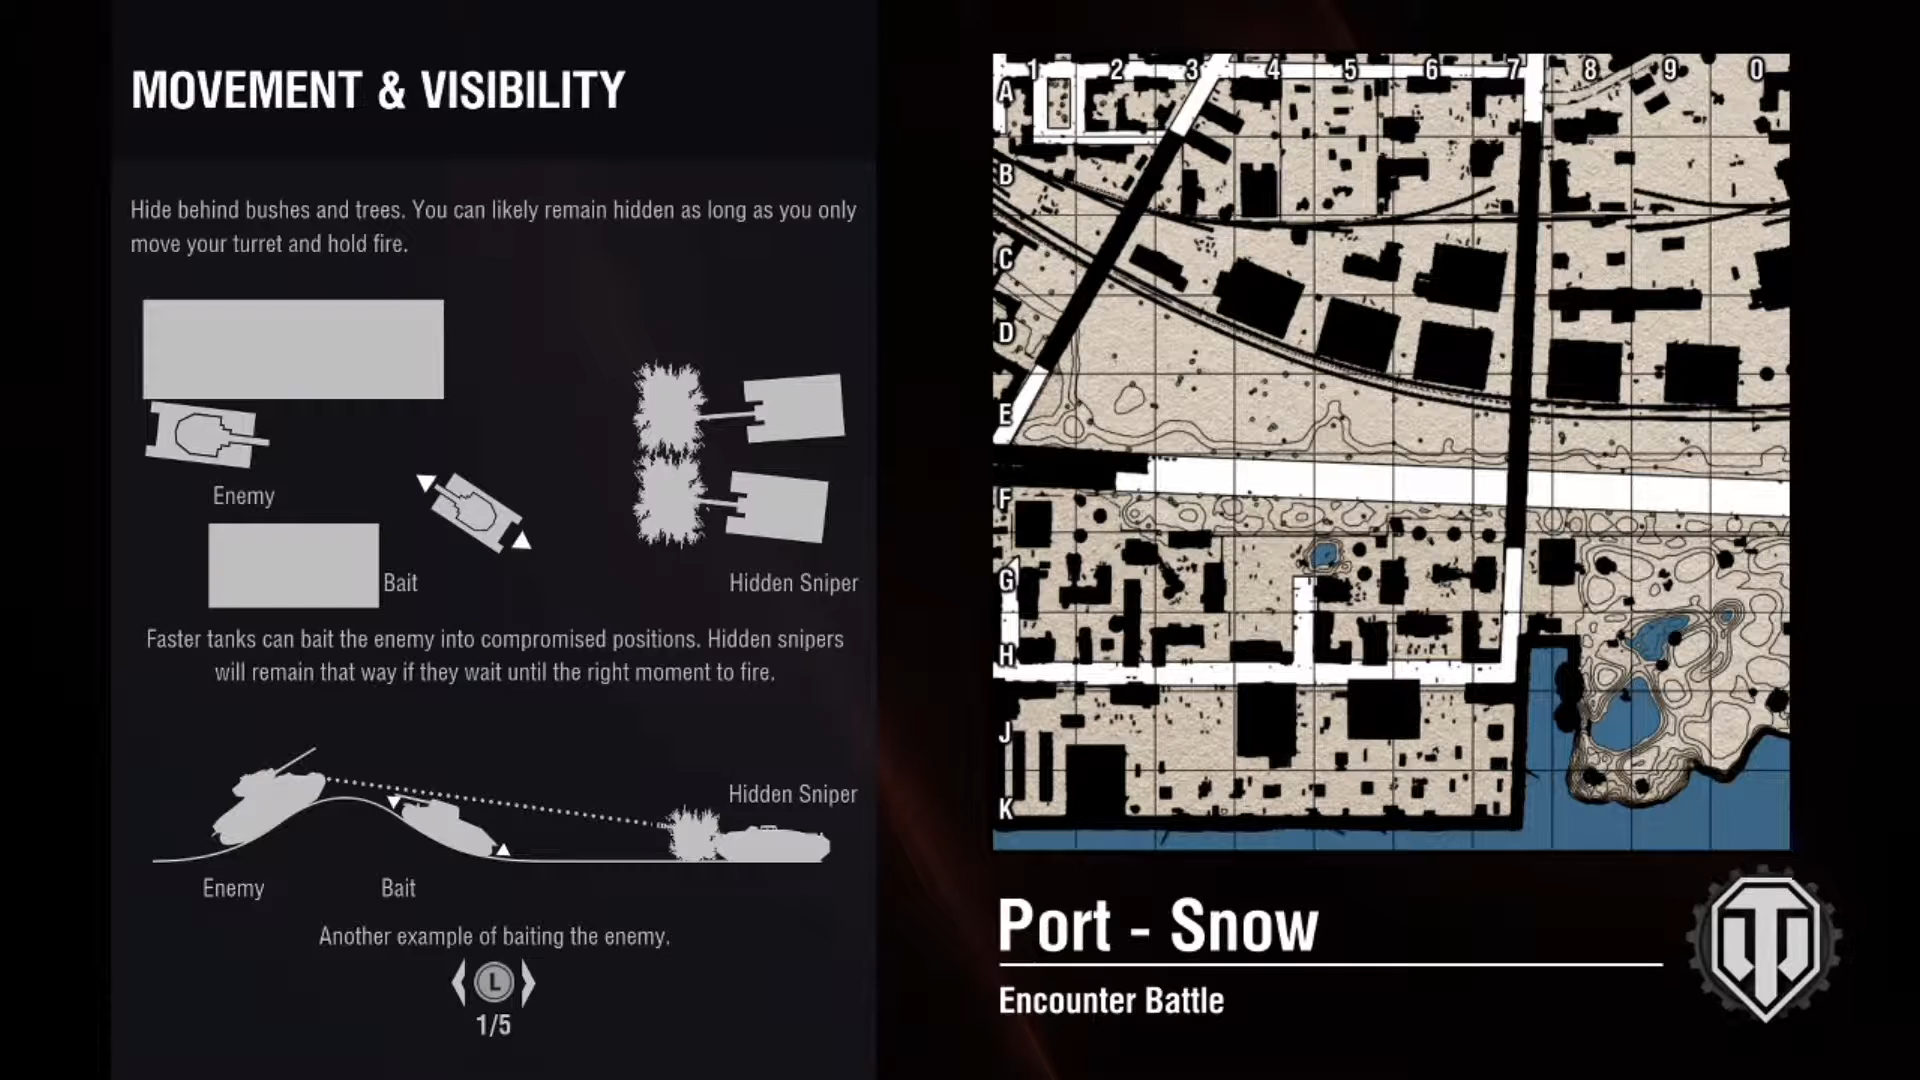 MOVEMENT & VISIBILITY
Hide behind bushes and trees. You can likely remain hidden as long as you only
move your turret and hold fire.
Enemy
Bait
Hidden Sniper
Faster tanks can bait the enemy into compromised positions. Hidden snipers
will remain that way if they wait until the right moment to fire.
Hidden Sniper
Enemy
Bait
Another example of baiting the enemy.
L
1/5
1 2 3 4 5 6 7 8 9 0
A
B
C
D
E
F
G
H
J
K
Port - Snow
Encounter Battle